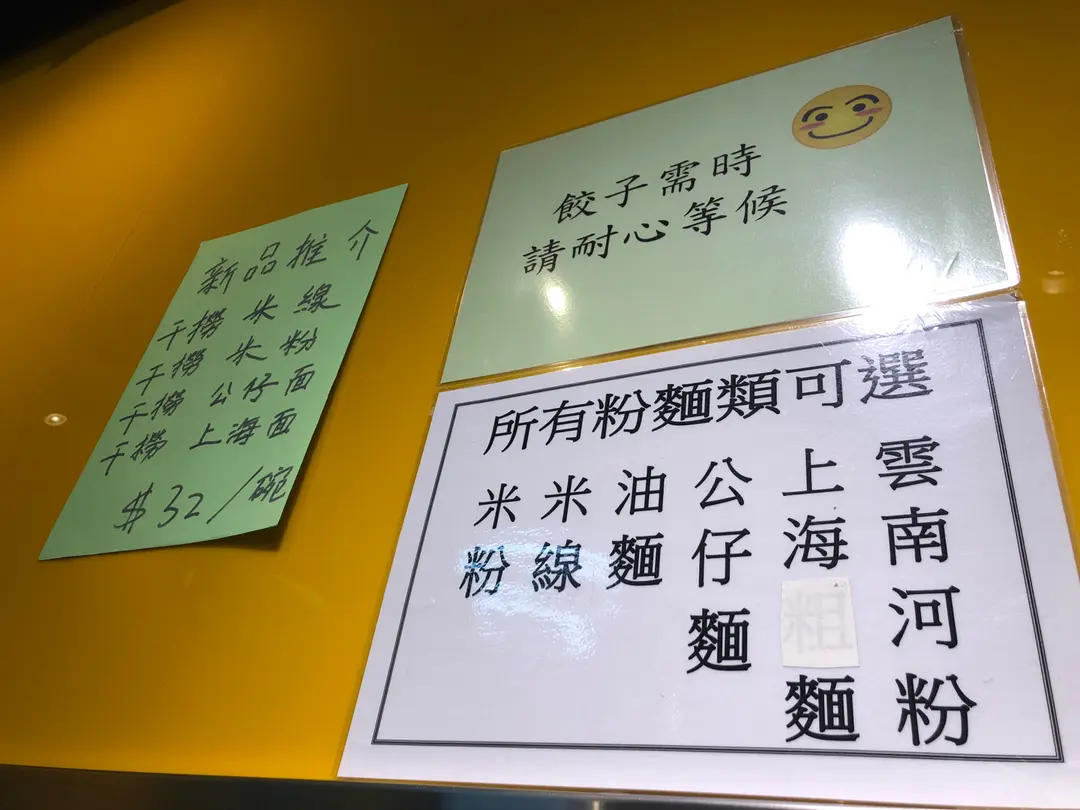 新品推介
干撈 米線
干撈 米粉
干撈 公仔面
干撈 上海面
$32/碗
餃子需時
請耐心等候
所有粉麵類可選
雲南河粉
上海粗麵
公仔麵
油麵
米線
米粉